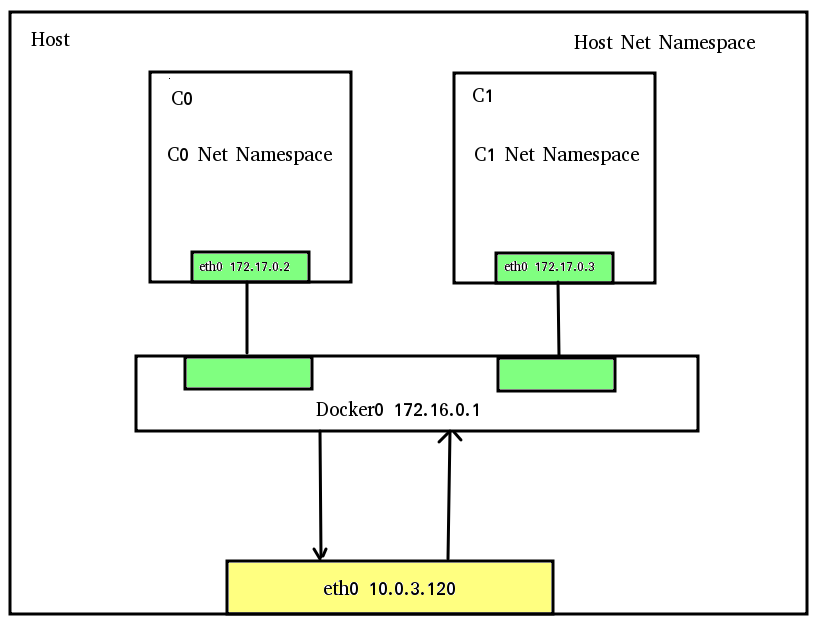 Host
Host Net Namespace
C0
C1
C0 Net Namespace
C1 Net Namespace
eth0 172.17.0.2
eth0 172.17.0.3
Docker0 172.16.0.1
eth0 10.0.3.120